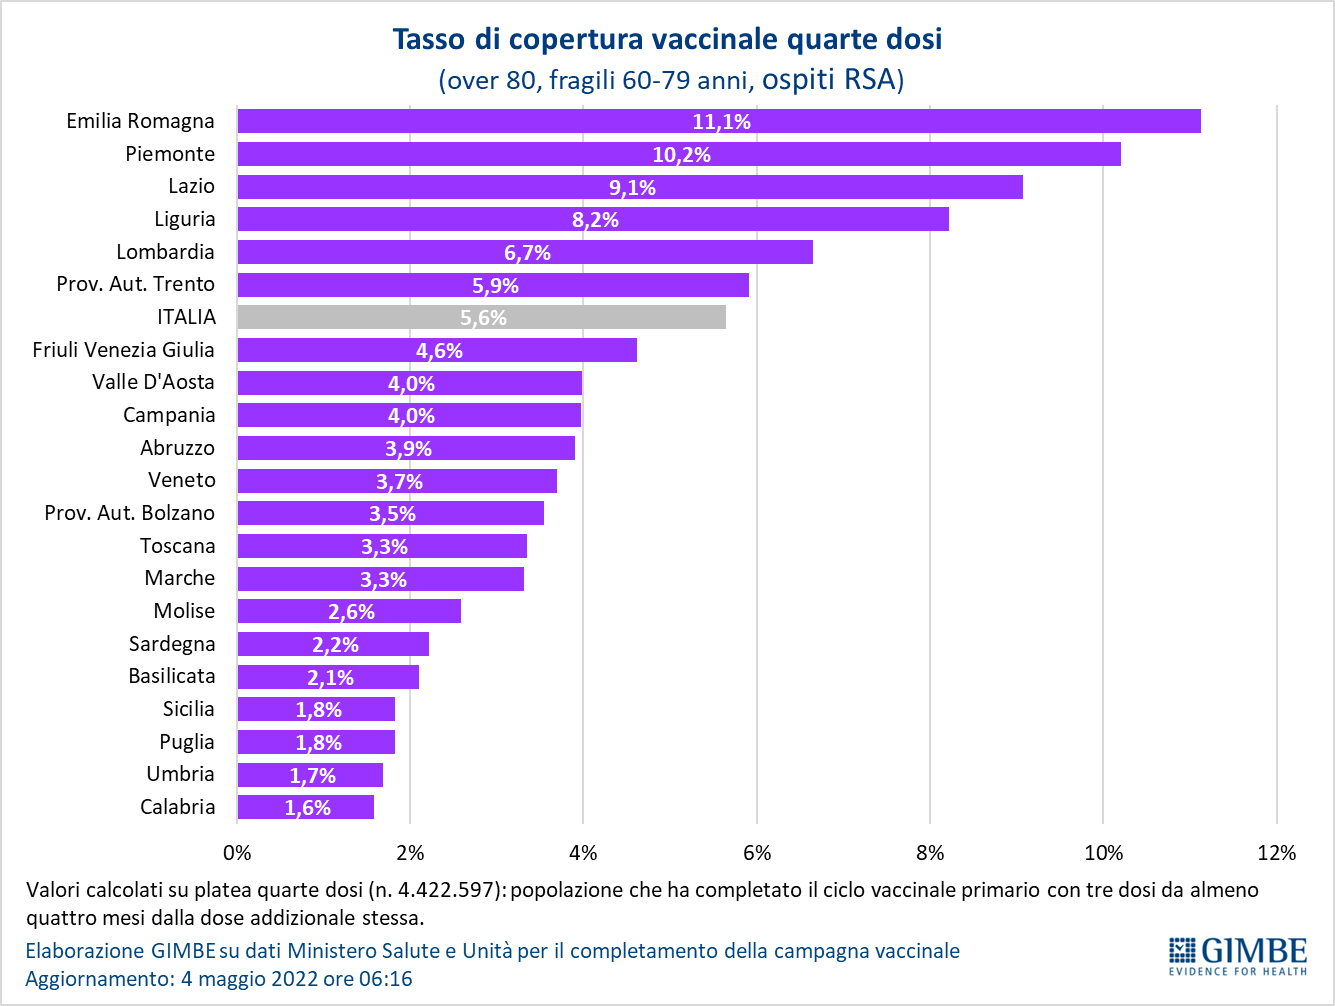 Tasso di copertura vaccinale quarte dosi
(over 80, fragili 60-79 anni, ospiti RSA)
Emilia Romagna 11,1%
Piemonte 10,2%
Lazio 9,1%
Liguria 8,2%
Lombardia 6,7%
Prov. Aut. Trento 5,9%
ITALIA 5,6%
Friuli Venezia Giulia 4,6%
Valle D'Aosta 4,0%
Campania 4,0%
Abruzzo 3,9%
Veneto 3,7%
Prov. Aut. Bolzano 3,5%
Toscana 3,3%
Marche 3,3%
Molise 2,6%
Sardegna 2,2%
Basilicata 2,1%
Sicilia 1,8%
Puglia 1,8%
Umbria 1,7%
Calabria 1,6%
0% 2% 4% 6% 8% 10% 12%
Valori calcolati su platea quarte dosi (n. 4.422.597): popolazione che ha completato il ciclo vaccinale primario con tre dosi da almeno
quattro mesi dalla dose addizionale stessa.
Elaborazione GIMBE su dati Ministero Salute e Unità per il completamento della campagna vaccinale
Aggiornamento: 4 maggio 2022 ore 06:16
GIMBE
EVIDENCE FOR HEALTH